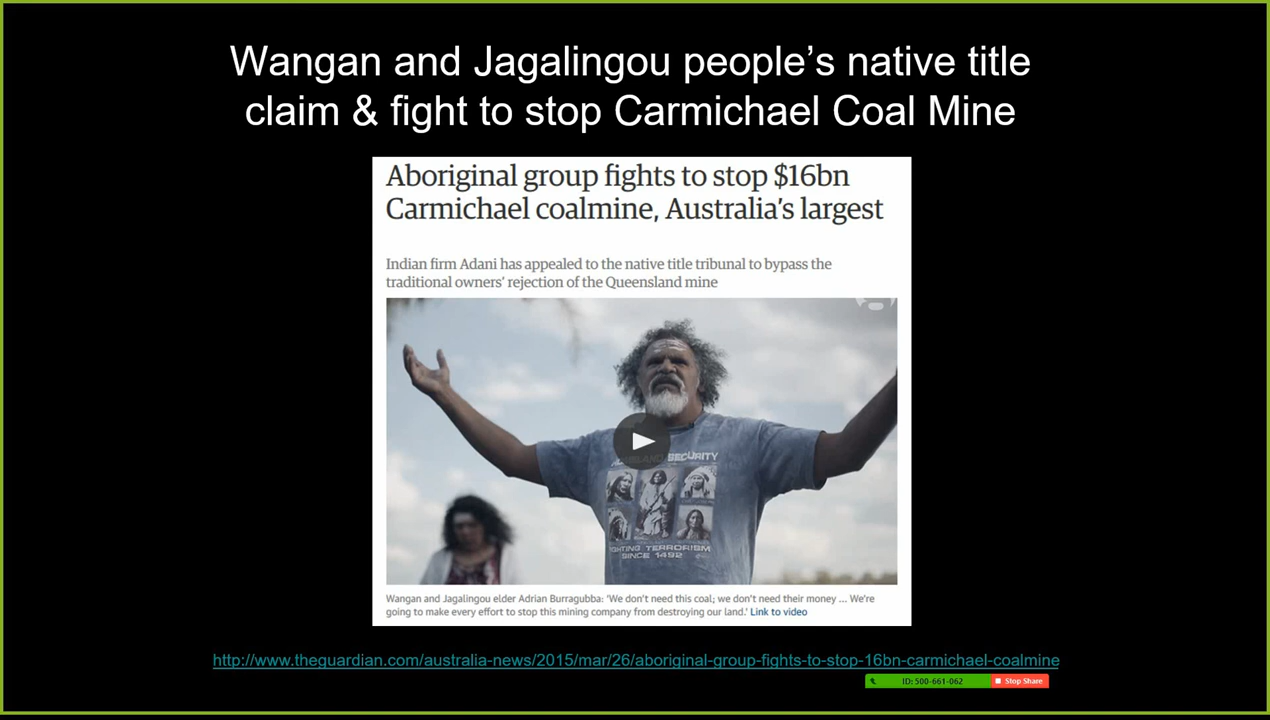 Wangan and Jagalingou people’s native title
claim & fight to stop Carmichael Coal Mine
Aboriginal group fights to stop $16bn
Carmichael coalmine, Australia’s largest
Indian firm Adani has appealed to the native title tribunal to bypass the
traditional owners’ rejection of the Queensland mine
SECURITY
FIGHTING TERRORISM
SINCE 1492
Wangan and Jagalingou elder Adrian Burragubba: ‘We don’t need this coal; we don’t need their money ... We’re
going to make every effort to stop this mining company from destroying our land.’ Link to video
http://www.theguardian.com/australia-news/2015/mar/26/aboriginal-group-fights-to-stop-16bn-carmichael-coalmine
ID: 500-661-062 Stop Share